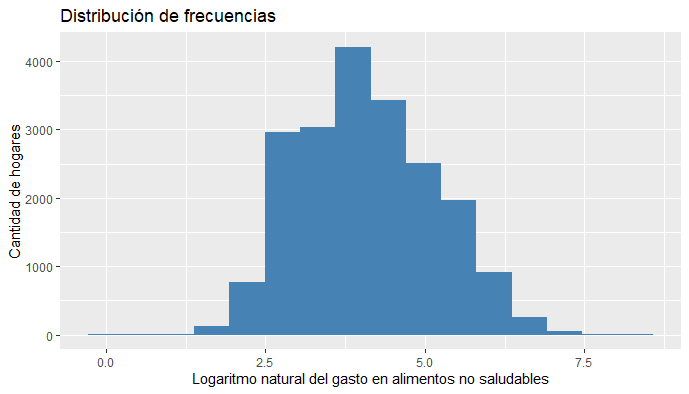 Distribución de frecuencias
4000
3000
2000
1000
0
Cantidad de hogares
0.0 2.5 5.0 7.5
Logaritmo natural del gasto en alimentos no saludables